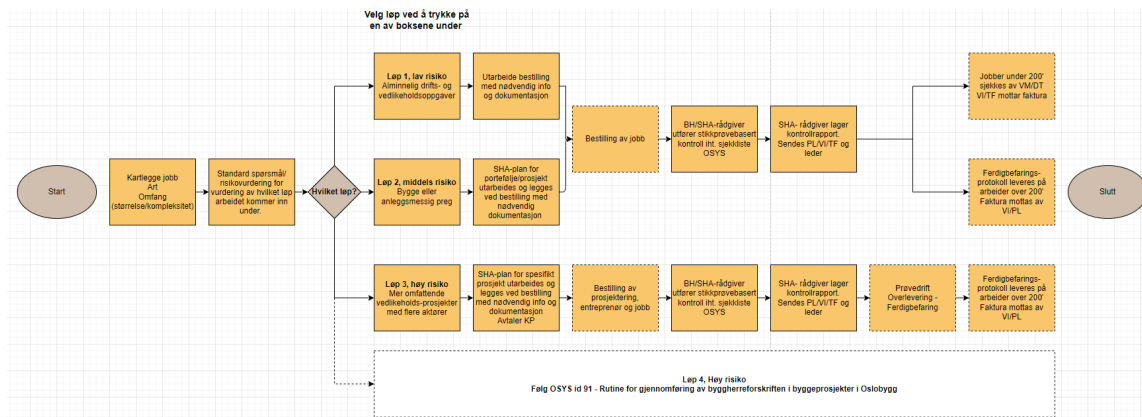 Velg løp ved å trykke på
en av boksene under
Start
Kartlegge jobb
Art
Omfang
(størrelse/kompleksitet)
Standard spørsmål/
risikovurdering for
vurdering av hvilket løp
arbeidet kommer inn
under.
Hvilket løp?
Løp 1, lav risiko
Alminnelig drifts- og
vedlikeholdsoppgaver
Utarbeide bestilling
med nødvendig info
og dokumentasjon
Løp 2, middels risiko
Bygge eller
anleggsmessig preg
SHA-plan for
portefølje/prosjekt
utarbeides og legges
ved bestilling med
nødvendig
dokumentasjon
Bestilling av jobb
BH/SHA-rådgiver
utfører stikkprøvebasert
kontroll iht. sjekkliste
OSYS
SHA- rådgiver lager
kontrollrapport.
Sendes PL/VI/TF og
leder
Jobber under 200'
sjekkes av VM/DT
VI/TF mottar faktura
Ferdigbefarings-
protokoll leveres på
arbeider over 200'
Faktura mottas av
VI/PL
Slutt
Løp 3, høy risiko
Mer omfattende
vedlikeholds-prosjekter
med flere aktører
SHA-plan for spesifikt
prosjekt utarbeides og
legges ved bestilling
med nødvendig info og
dokumentasjon
Avtaler KP
Bestilling av
prosjektering,
entreprenør og jobb
BH/SHA-rådgiver
utfører stikkprøvebasert
kontroll iht. sjekkliste
OSYS
SHA- rådgiver lager
kontrollrapport.
Sendes PL/VI/TF og
leder
Prøvedrift
Overlevering -
Ferdigbefaring
Ferdigbefarings-
protokoll leveres på
arbeider over 200'
Faktura mottas av
VI/PL
Løp 4, Høy risiko
Følg OSYS id 91 - Rutine for gjennomføring av byggherreforskriften i byggeprosjekter i Oslobygg